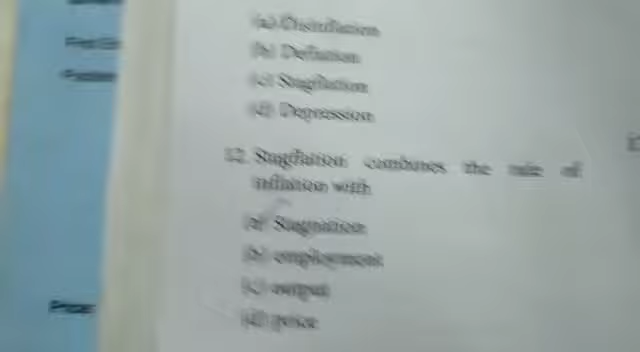 (a) Disinflation
(b) Deflation
(c) Stagflation
(d) Depression
12. Stagflation combines the rate of
inflation with
(a) Stagnation
(b) employment
(c) output
(d) price